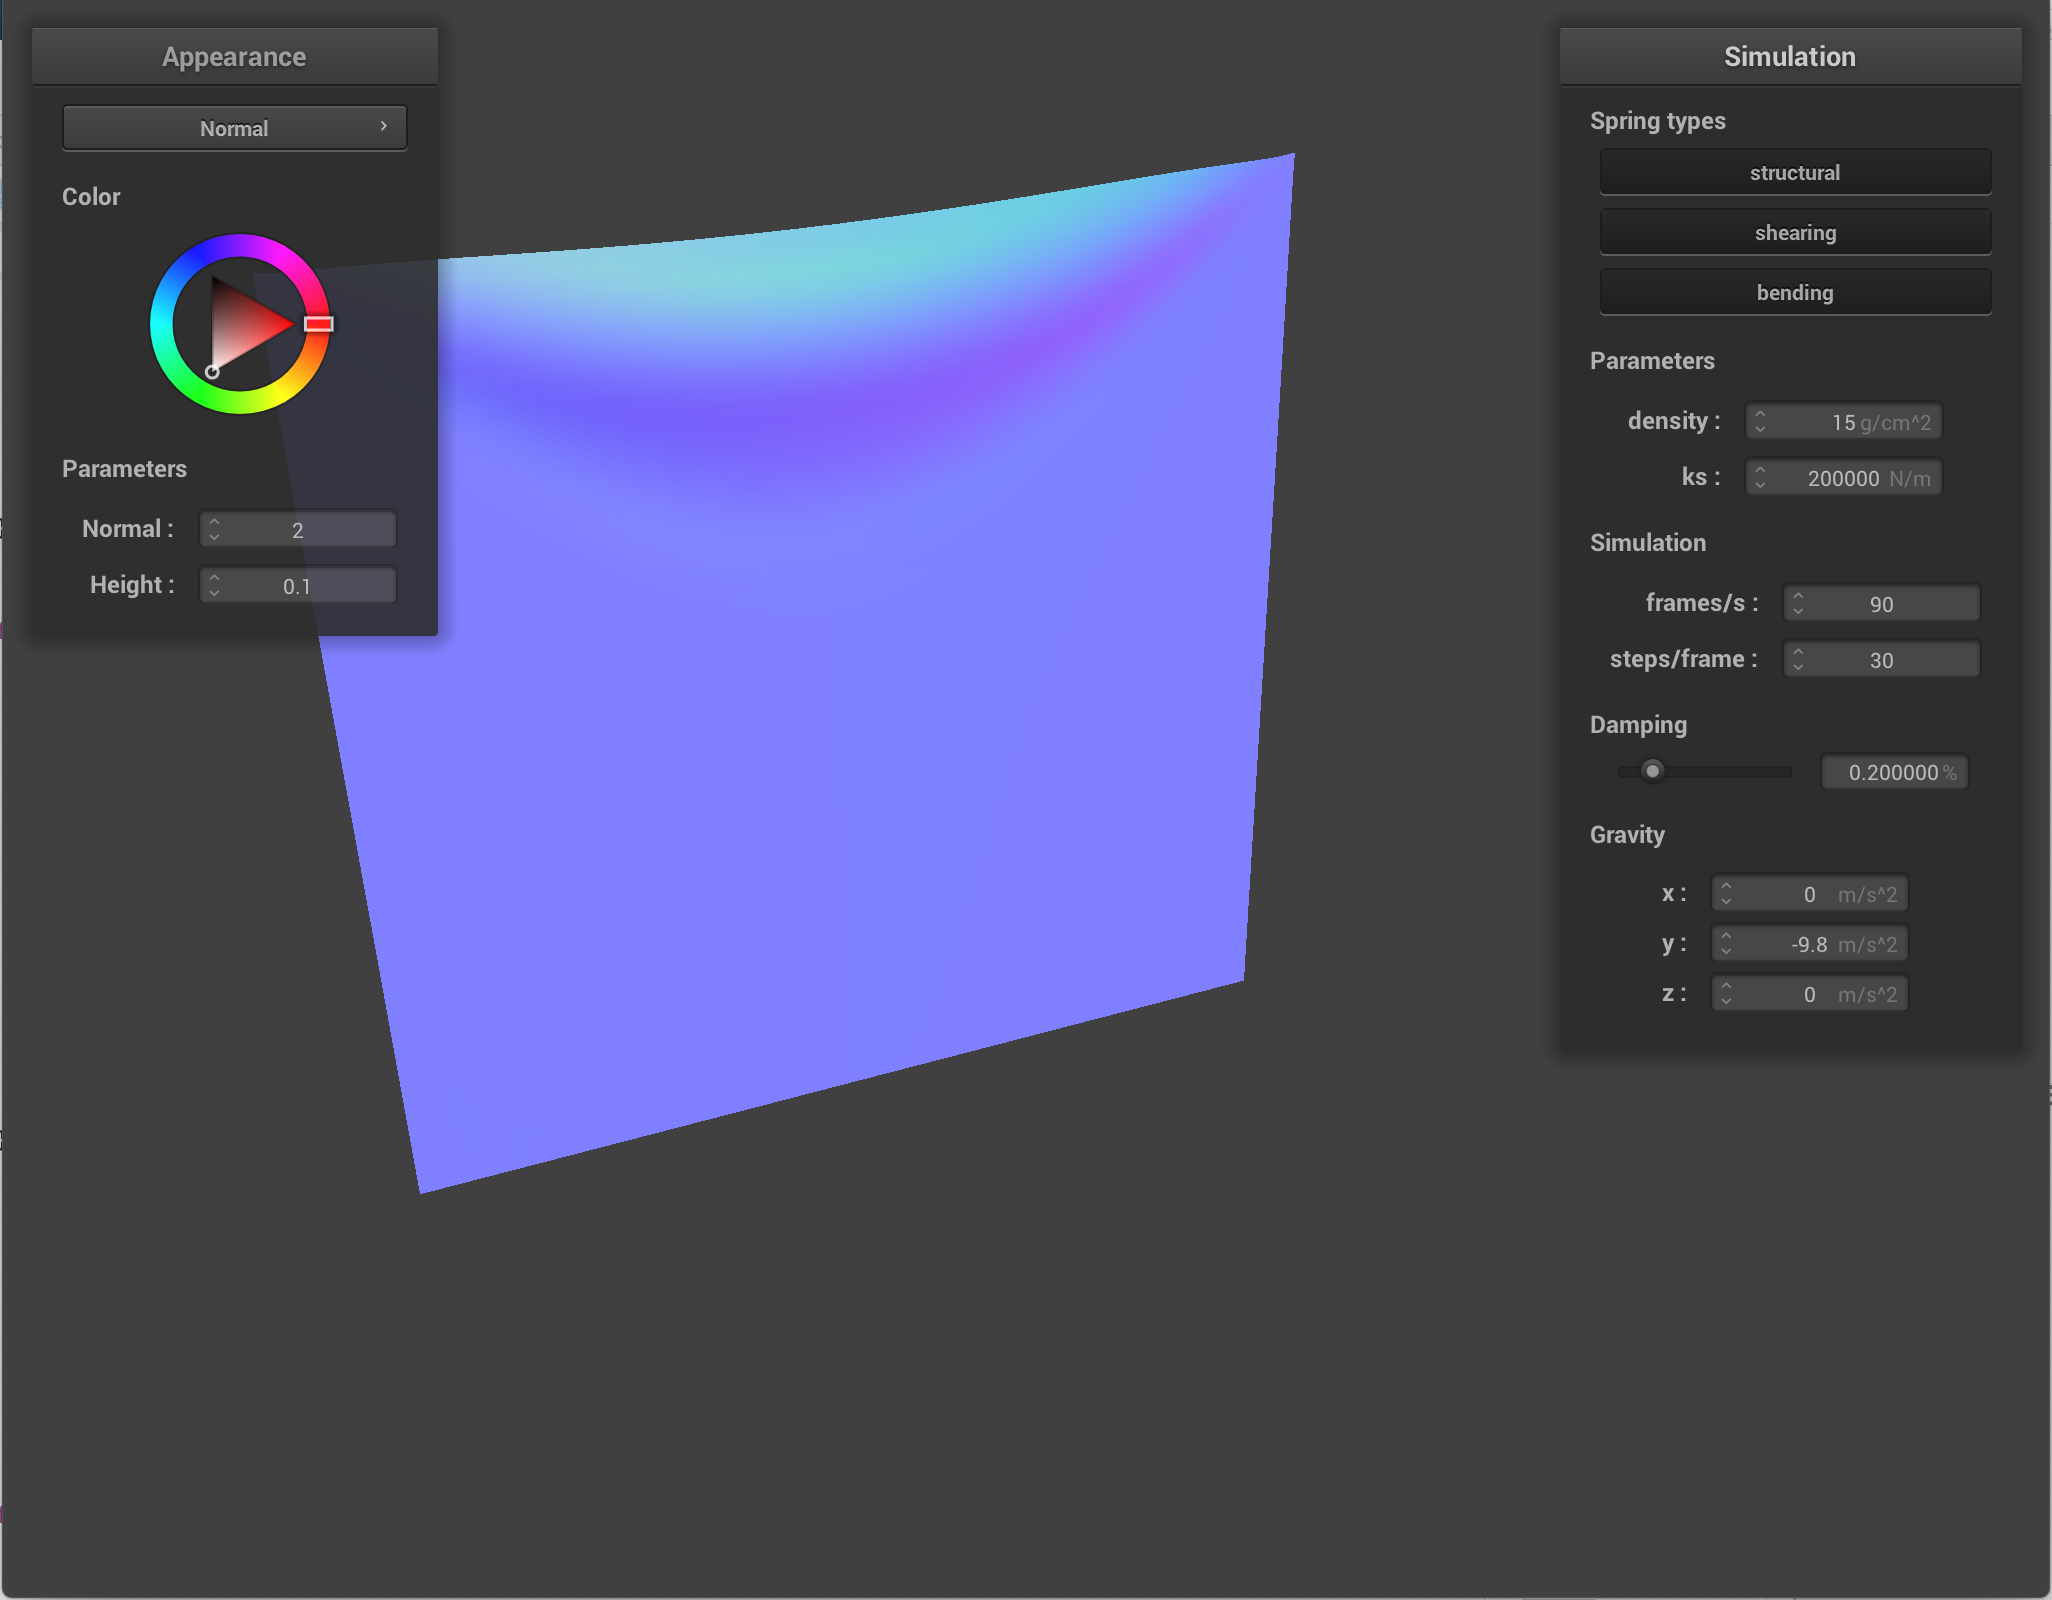 Appearance
Normal
Color
Parameters
Normal : 2
Height : 0.1
Simulation
Spring types
structural
shearing
bending
Parameters
density : 15 g/cm^2
ks : 200000 N/m
Simulation
frames/s : 90
steps/frame : 30
Damping
0.200000 %
Gravity
x : 0 m/s^2
y : -9.8 m/s^2
z : 0 m/s^2